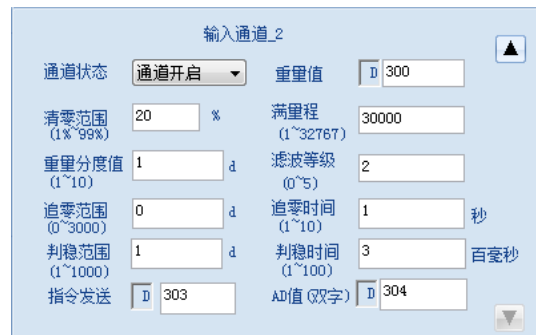 输入通道_2
通道状态 通道开启 重量值 D 300
清零范围 20 % 满量程 30000
(1%~99%) (1~32767)
重量分度值 1 d 滤波等级 2
(1~10) (0~5)
追零范围 0 d 追零时间 1 秒
(0~3000) (1~10)
判稳范围 1 d 判稳时间 3 百毫秒
(1~1000) (1~100)
指令发送 D 303 AD值(双字) D 304